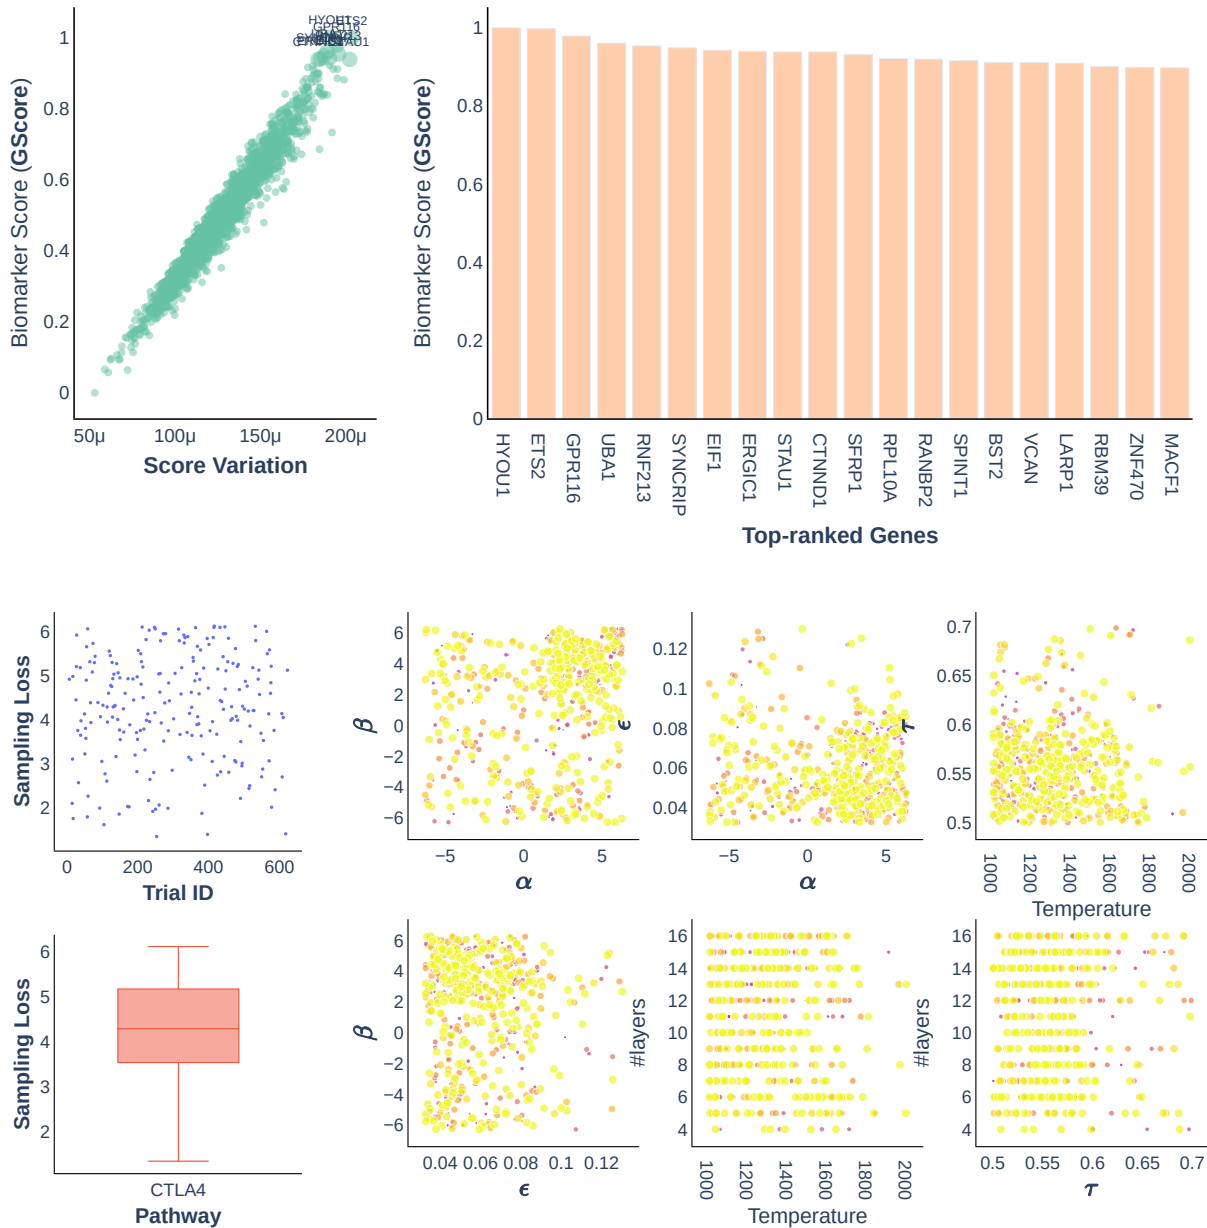 HYOU1
ETS2
GPR116
1
0.8
0.6
0.4
0.2
0
Biomarker Score (GScore)
50μ 100μ 150μ 200μ
Score Variation
1
0.8
0.6
0.4
0.2
0
Biomarker Score (GScore)
HYOU1 ETS2 GPR116 UBA1 RNF213 SYNCRIP EIF1 ERGIC1 STAU1 CTNND1 SFRP1 RPL10A RANBP2 SPINT1 BST2 VCAN LARP1 RBM39 ZNF470 MACF1
Top-ranked Genes
6
5
4
3
2
Sampling Loss
0 200 400 600
Trial ID
6
4
2
0
−2
−4
−6
β
−5 0 5
α
0.12
0.1
0.08
0.06
0.04
ϵ
−5 0 5
α
0.7
0.65
0.6
0.55
0.5
τ
1000 1200 1400 1600 1800 2000
Temperature
6
5
4
3
2
Sampling Loss
CTLA4
Pathway
6
4
2
0
−2
−4
−6
β
0.04 0.06 0.08 0.1 0.12
ϵ
16
14
12
10
8
6
4
#layers
1000 1200 1400 1600 1800 2000
Temperature
16
14
12
10
8
6
4
#layers
0.5 0.55 0.6 0.65 0.7
τ